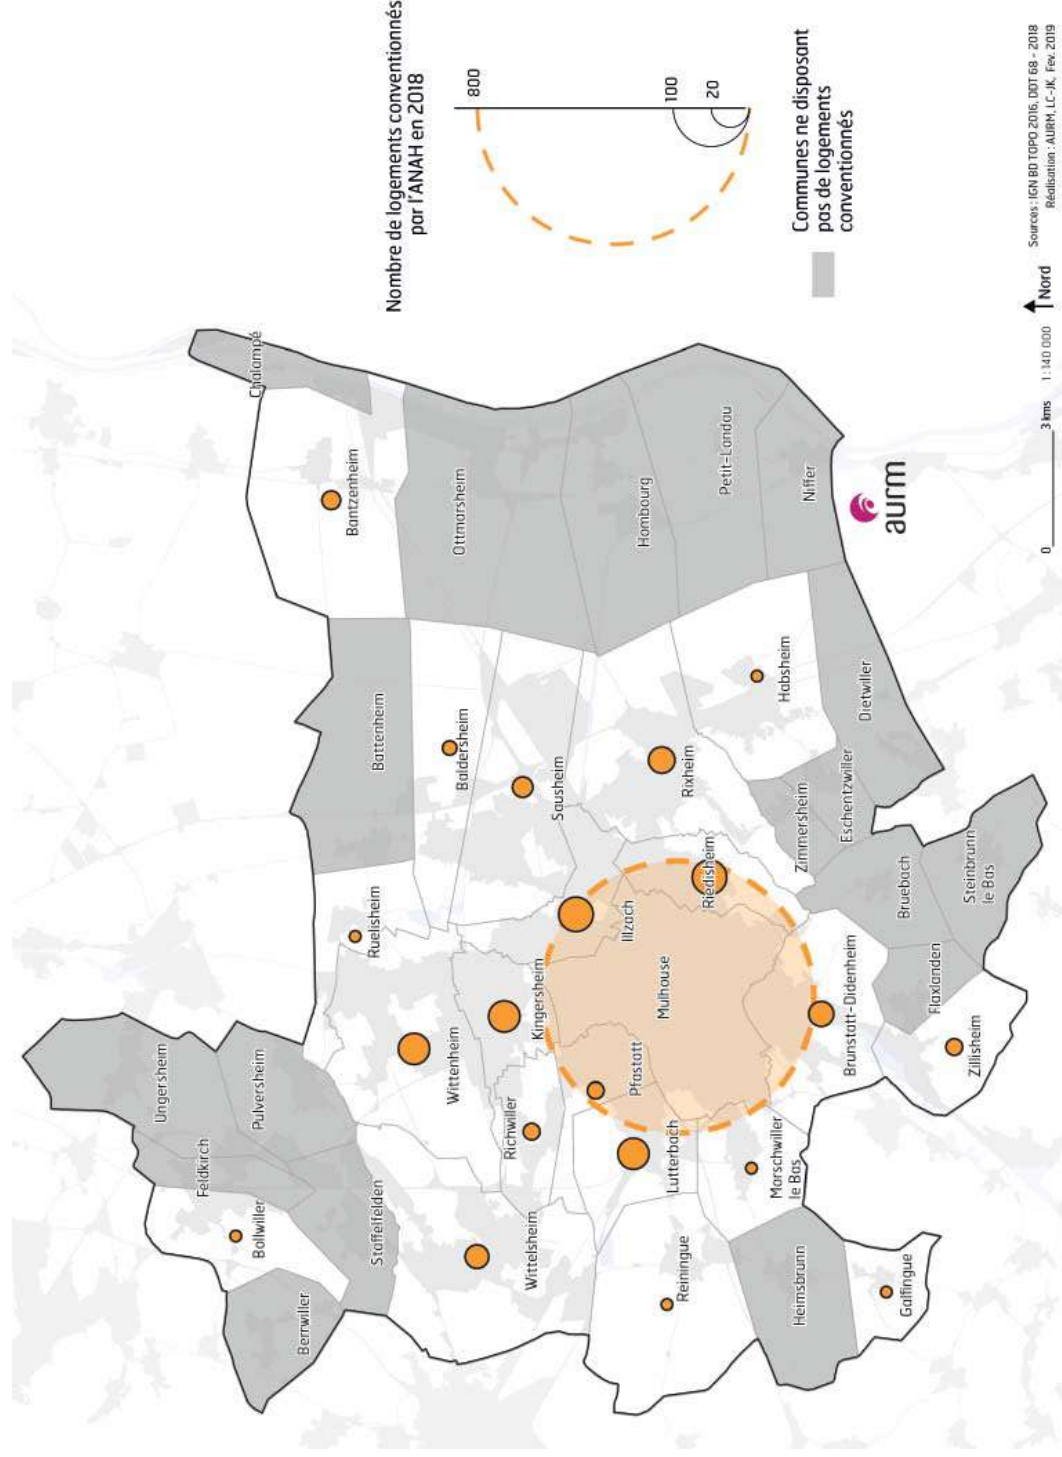 Nombre de logements conventionnés
par l'ANAH en 2018
800
100
20
Communes ne disposant
pas de logements
conventionnés
Chalampé
Bantzenheim
Ottmarsheim
Hombourg
Petit-Landau
Niffer
Battenheim
Baldersheim
Sausheim
Rixheim
Habsheim
Dietwiller
Eschentzwiller
Zimmersheim
Bruebach
Steinbrunn
le Bas
Flaxlanden
Ruelisheim
Illzach
Riedisheim
Kingersheim
Mulhouse
Brunstatt-Didenheim
Zillisheim
Wittenheim
Pfastatt
Richwiller
Lutterbach
Morschwiller
le Bas
Ungersheim
Pulversheim
Feldkirch
Bollwiller
Staffelfelden
Berrwiller
Wittelsheim
Reiningue
Heimsbrunn
Galfingue
aurm
0
3 kms
1:140 000
Nord
Sources : IGN BD TOPO 2016, DDT 68 - 2018
Réalisation : AURM, LC-JK, Fev. 2019